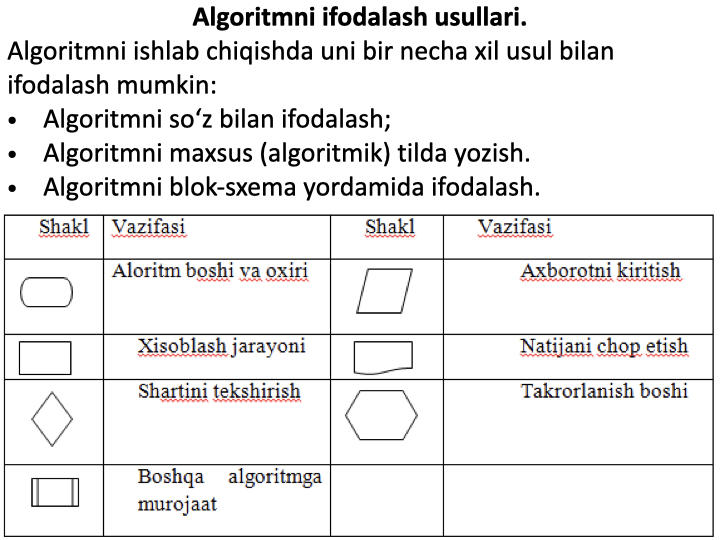 Algoritmni ifodalash usullari.
Algoritmni ishlab chiqishda uni bir necha xil usul bilan
ifodalash mumkin:
• Algoritmni so‘z bilan ifodalash;
• Algoritmni maxsus (algoritmik) tilda yozish.
• Algoritmni blok-sxema yordamida ifodalash.
Shakl Vazifasi Shakl Vazifasi
Aloritm boshi va oxiri Axborotni kiritish
Xisoblash jarayoni Natijani chop etish
Shartini tekshirish Takrorlanish boshi
Boshqa algoritmga
murojaat